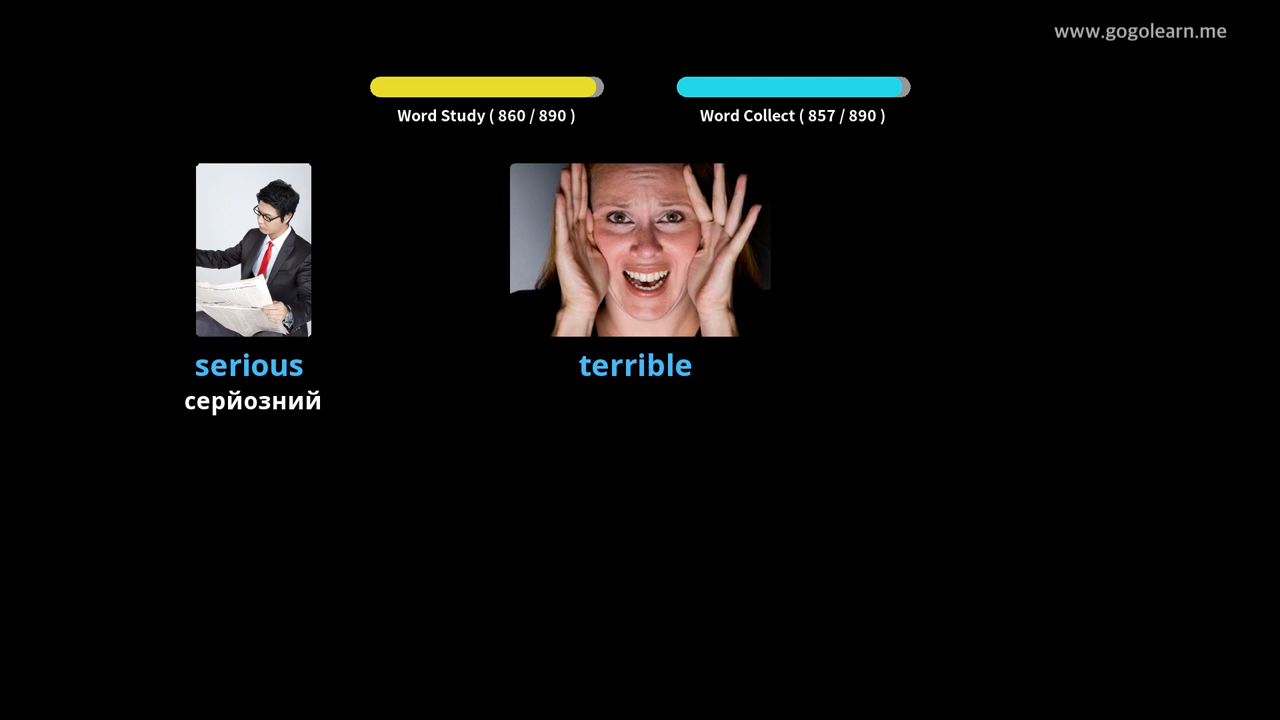 www.gogolearn.me
Word Study ( 860 / 890 )
Word Collect ( 857 / 890 )
serious
terrible
серйозний